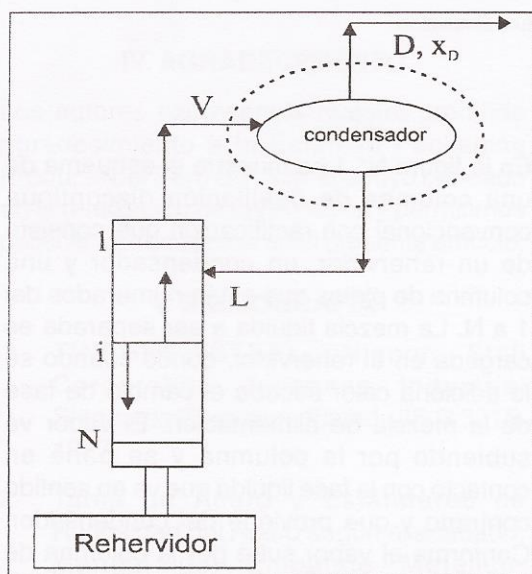 D, x_D
V
condensador
1
L
i
N
Rehervidor